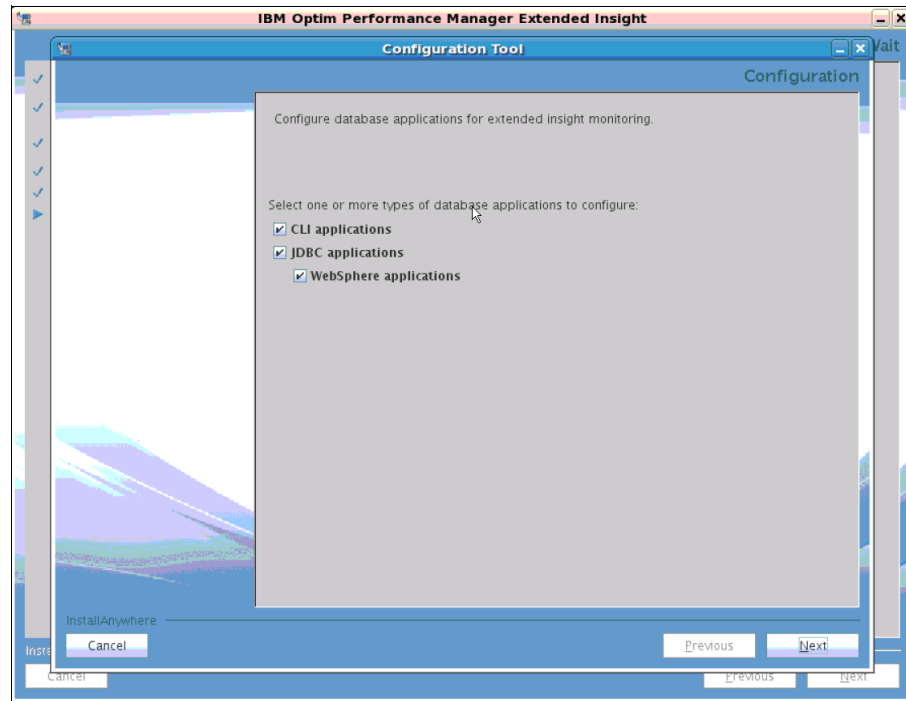 IBM Optim Performance Manager Extended Insight
Configuration Tool
Configuration
Configure database applications for extended insight monitoring.
Select one or more types of database applications to configure:
CLI applications
JDBC applications
WebSphere applications
InstallAnywhere
Cancel
Previous
Next
Cancel
Previous
Next